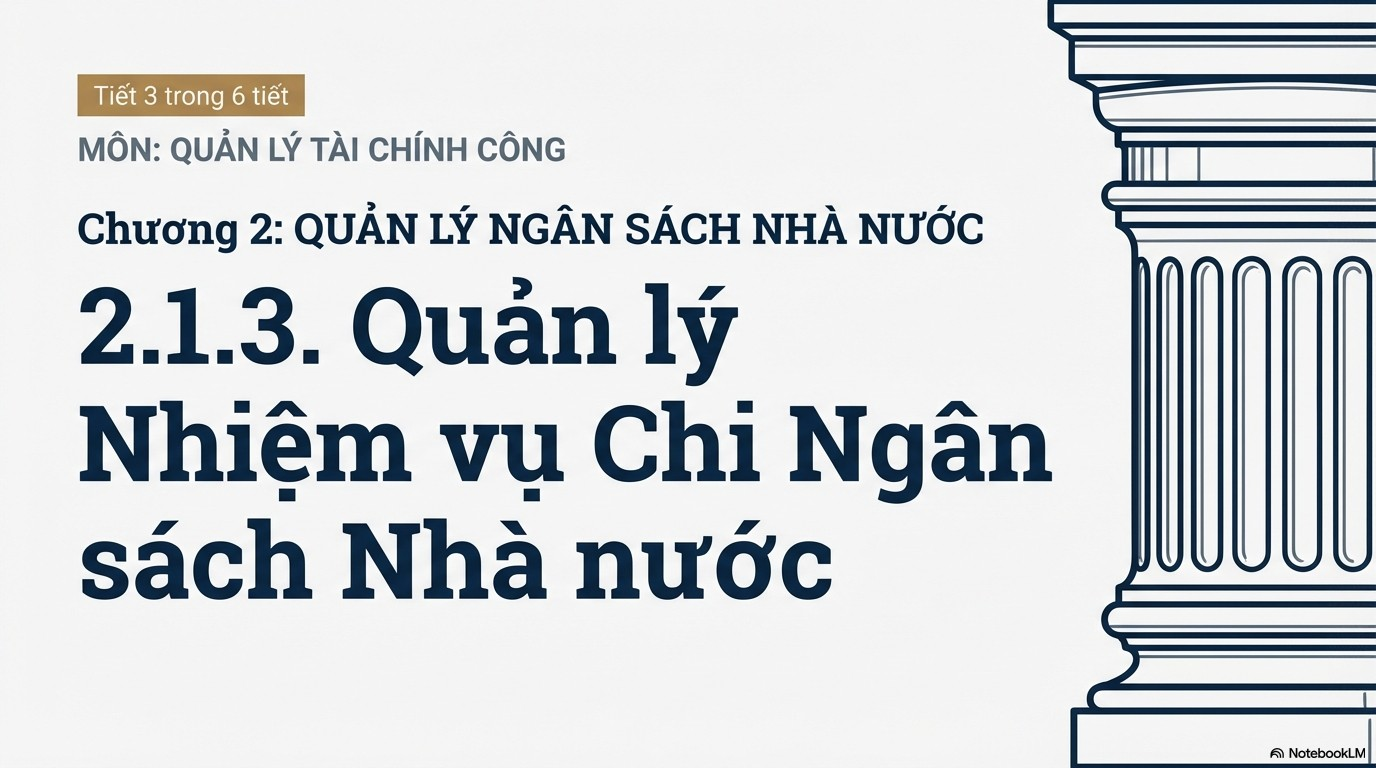 Tiết 3 trong 6 tiết
MÔN: QUẢN LÝ TÀI CHÍNH CÔNG
Chương 2: QUẢN LÝ NGÂN SÁCH NHÀ NƯỚC
2.1.3. Quản lý
Nhiệm vụ Chi Ngân
sách Nhà nước
NotebookLM